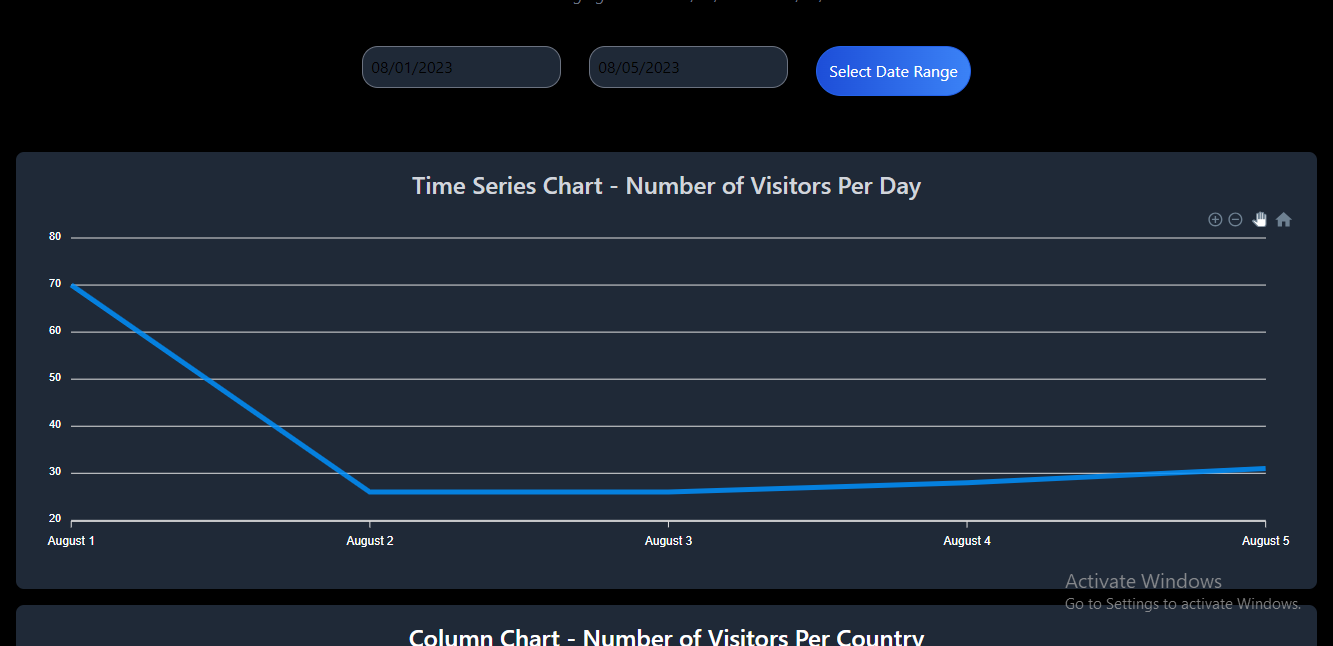 08/01/2023 08/05/2023 Select Date Range
Time Series Chart - Number of Visitors Per Day
80
70
60
50
40
30
20
August 1 August 2 August 3 August 4 August 5
Activate Windows
Go to Settings to activate Windows.
Column Chart - Number of Visitors Per Country